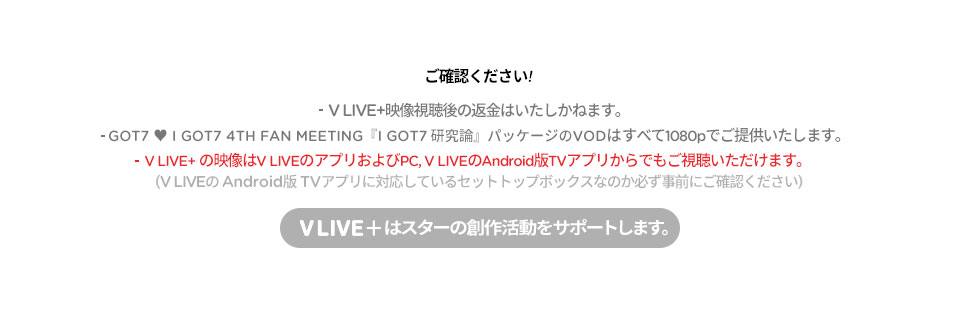 ご確認ください!
- V LIVE+映像視聴後の返金はいたしかねます。
- GOT7 ♥ I GOT7 4TH FAN MEETING『I GOT7 研究論』パッケージのVODはすべて1080pでご提供いたします。
- V LIVE+ の映像はV LIVEのアプリおよびPC, V LIVEのAndroid版TVアプリからでもご視聴いただけます。
(V LIVEの Android版 TVアプリに対応しているセットトップボックスなのか必ず事前にご確認ください)
V LIVE+はスターの創作活動をサポートします。